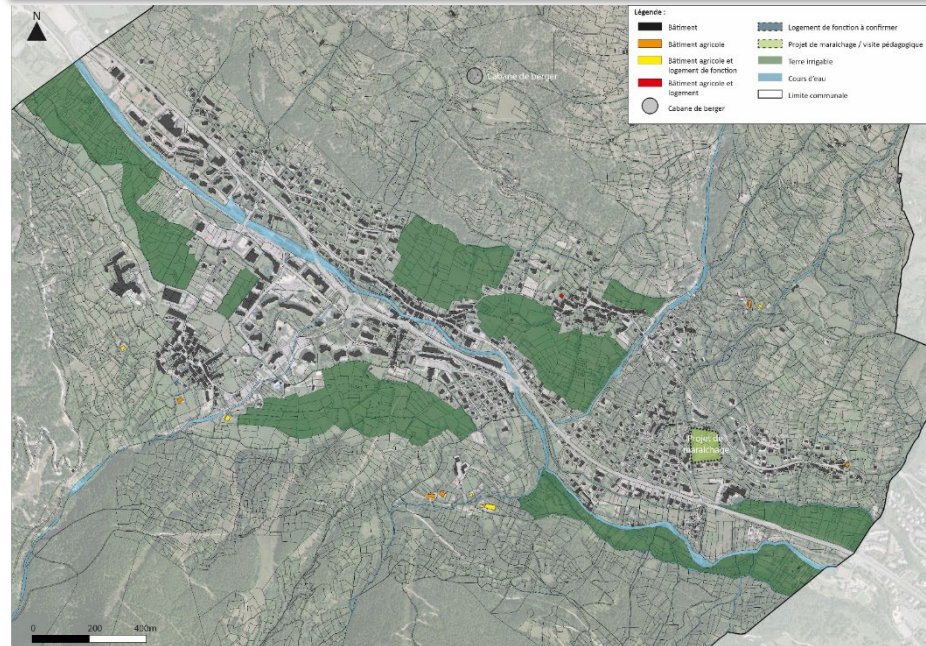 N
Légende :
Bâtiment
Bâtiment agricole
Bâtiment agricole et
logement de fonction
Bâtiment agricole et
logement
Cabane de berger
Logement de fonction à confirmer
Projet de maraîchage / visite pédagogique
Terre irrigable
Cours d'eau
Limite communale
Cabane de berger
Projet de
maraîchage
0 200 400m